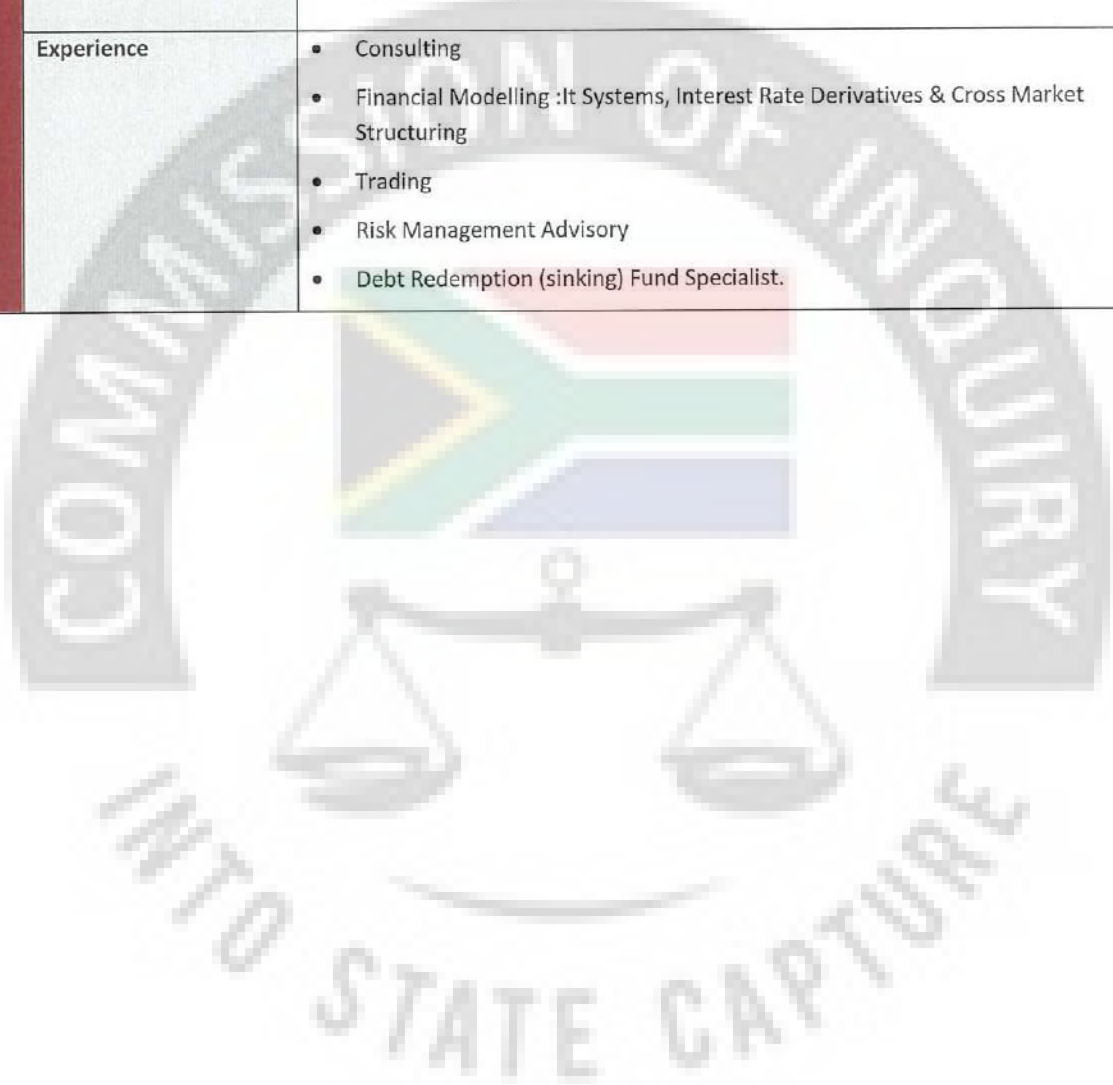 Experience
• Consulting
• Financial Modelling :It Systems, Interest Rate Derivatives & Cross Market
Structuring
• Trading
• Risk Management Advisory
• Debt Redemption (sinking) Fund Specialist.
COMMISSION OF INQUIRY
INTO STATE CAPTURE